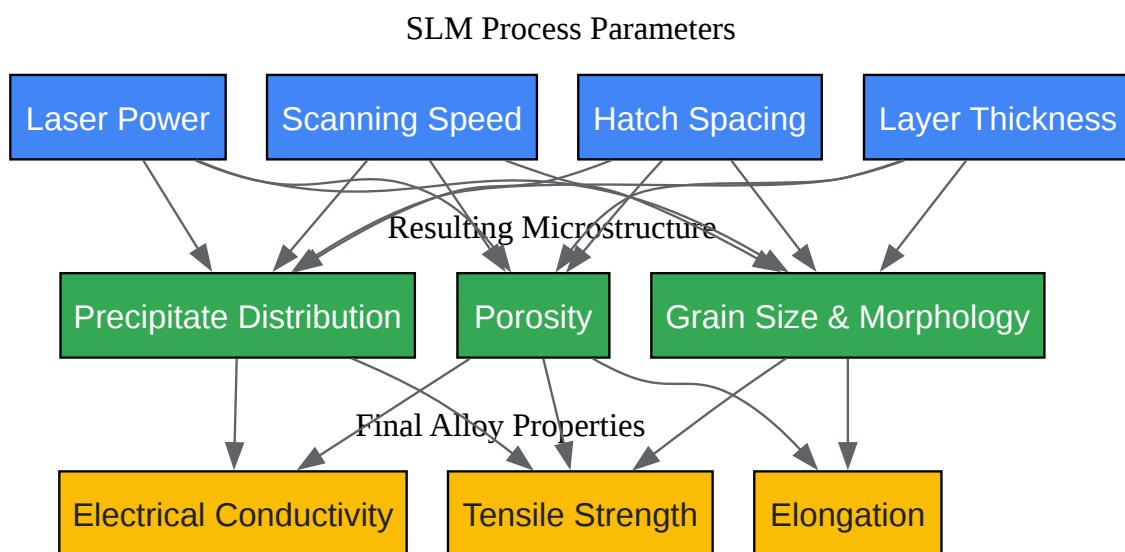 SLM Process Parameters
Laser Power
Scanning Speed
Hatch Spacing
Layer Thickness
Resulting Microstructure
Precipitate Distribution
Porosity
Grain Size & Morphology
Final Alloy Properties
Electrical Conductivity
Tensile Strength
Elongation